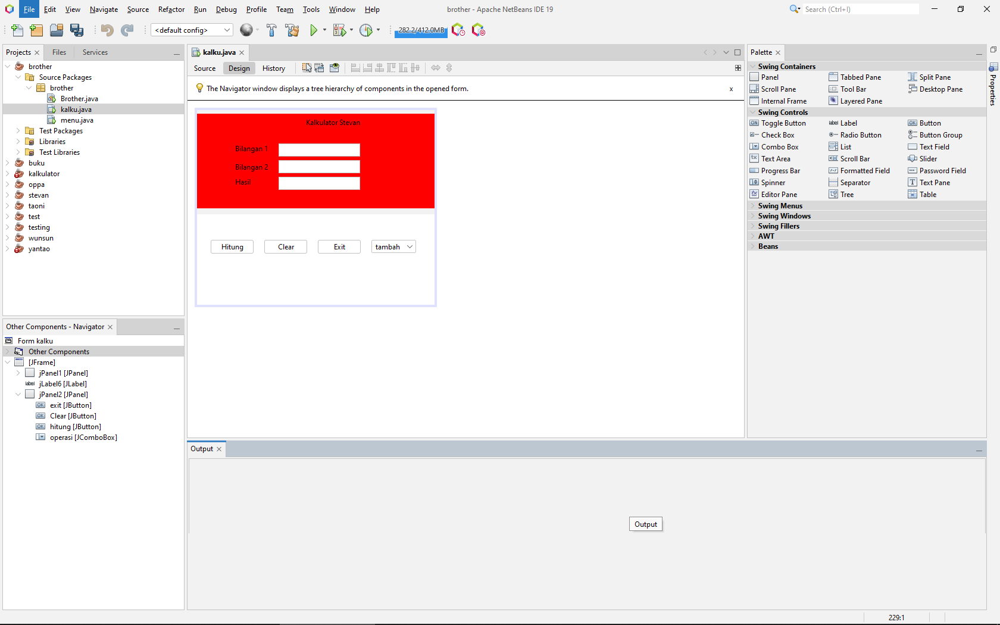 File Edit View Navigate Source Refactor Run Debug Profile Team Tools Window Help
brother - Apache NetBeans IDE 19
Search (Ctrl+I)
<default config>
282.2/412.0MB
Projects Files Services
brother
Source Packages
brother
Brother.java
kalku.java
menu.java
Test Packages
Libraries
Test Libraries
buku
kalkulator
oppa
stevan
taoni
test
testing
wunsun
yantao
Other Components - Navigator
Form kalku
Other Components
[JFrame]
jPanel1 [JPanel]
label jLabel6 [JLabel]
jPanel2 [JPanel]
OK exit [JButton]
OK Clear [JButton]
OK hitung [JButton]
operasi [JComboBox]
kalku.java
Source Design History
The Navigator window displays a tree hierarchy of components in the opened form.
x
Kalkulator Stevan
Bilangan 1
Bilangan 2
Hasil
Hitung Clear Exit tambah
Output
Output
Palette
Swing Containers
Panel Tabbed Pane Split Pane
Scroll Pane Tool Bar Desktop Pane
Internal Frame Layered Pane
Swing Controls
ON Toggle Button label Label OK Button
Check Box Radio Button Button Group
Combo Box List Text Field
Text Area Scroll Bar Slider
Progress Bar Formatted Field Password Field
Spinner Separator T Text Pane
Editor Pane Tree Table
Swing Menus
Swing Windows
Swing Fillers
AWT
Beans
Properties
229:1